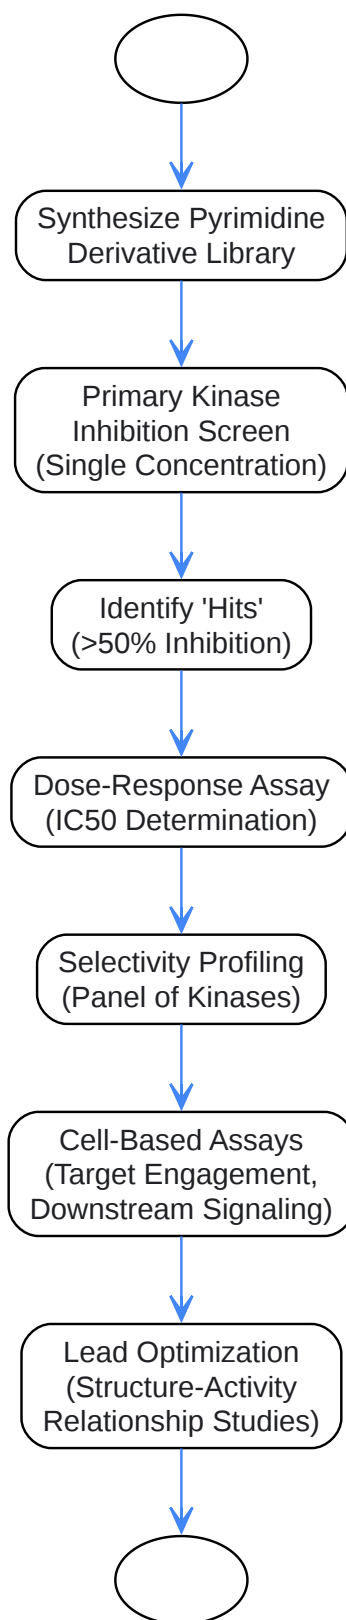 Synthesize Pyrimidine
Derivative Library
Primary Kinase
Inhibition Screen
(Single Concentration)
Identify 'Hits'
(>50% Inhibition)
Dose-Response Assay
(IC50 Determination)
Selectivity Profiling
(Panel of Kinases)
Cell-Based Assays
(Target Engagement,
Downstream Signaling)
Lead Optimization
(Structure-Activity
Relationship Studies)